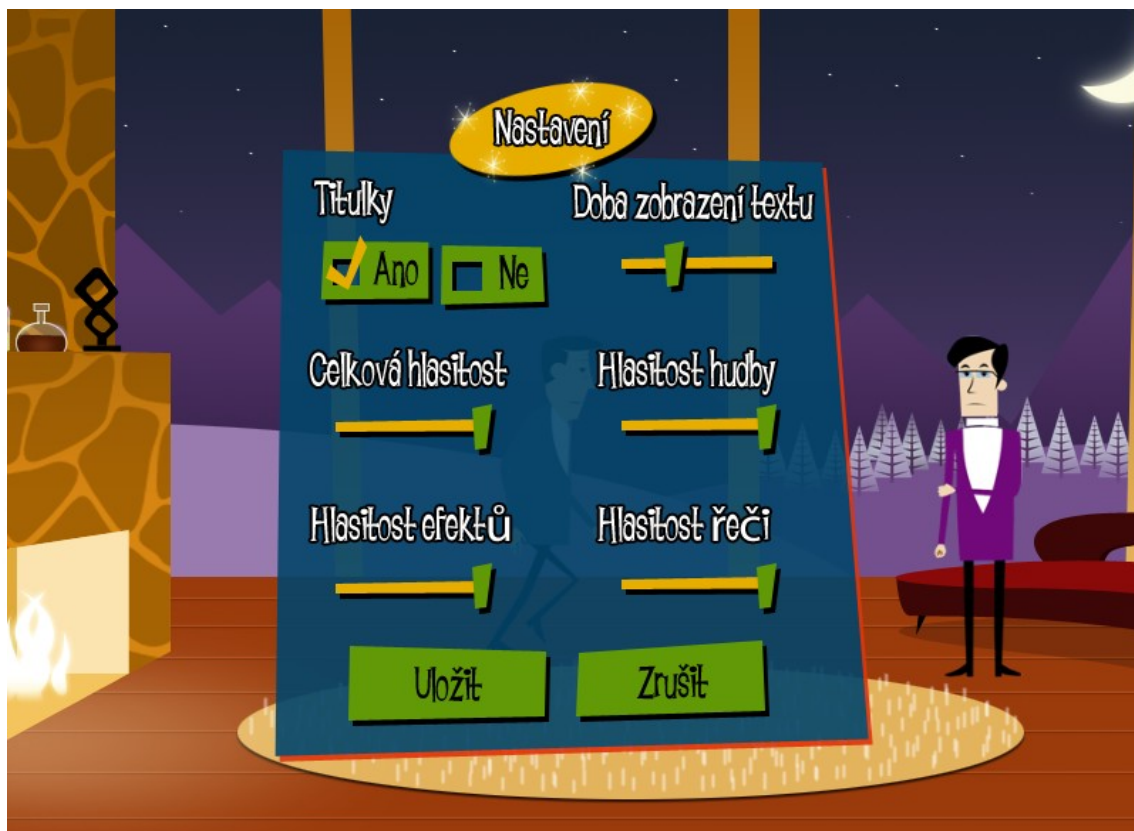 Nastavení
Titulky
Doba zobrazení textu
Ano
Ne
Celková hlasitost
Hlasitost hudby
Hlasitost efektů
Hlasitost řeči
Uložit
Zrušit